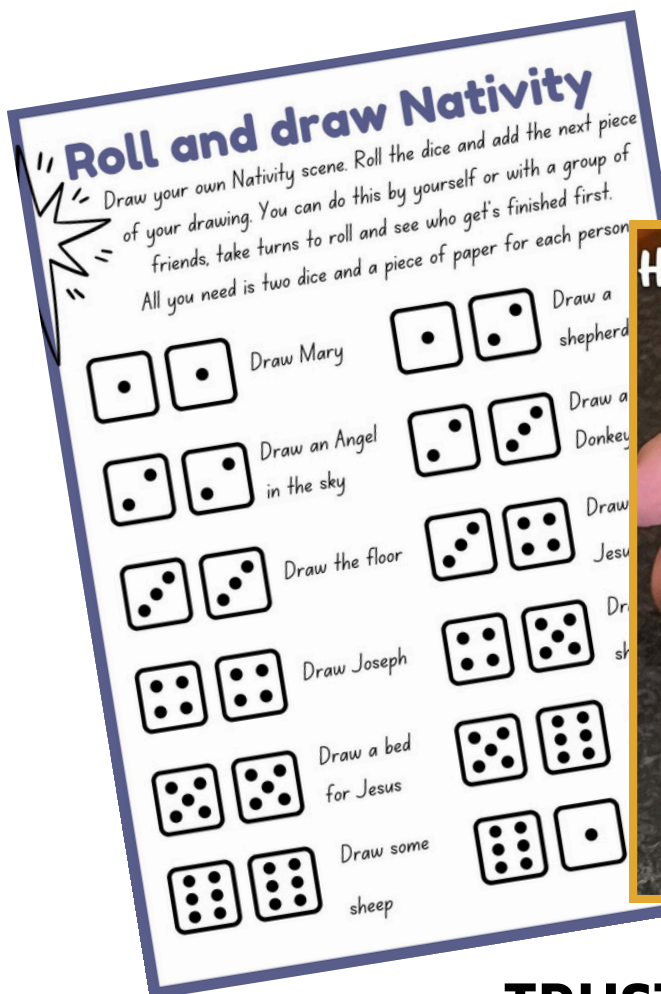 Roll and draw Nativity
Draw your own Nativity scene. Roll the dice and add the next piece
of your drawing. You can do this by yourself or with a group of
friends, take turns to roll and see who get's finished first.
All you need is two dice and a piece of paper for each person
Draw Mary
Draw a
shepherd
Draw an Angel
in the sky
Draw a
Donkey
Draw the floor
Draw
Draw Joseph
Draw a bed
for Jesus
Draw some
sheep